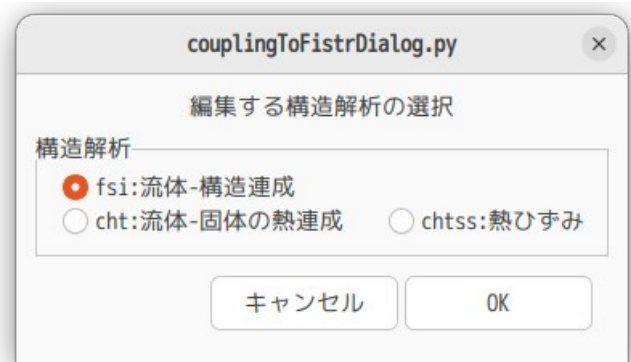 couplingToFistrDialog.py
編集する構造解析の選択
構造解析
fsi:流体-構造連成
cht:流体-固体の熱連成 chtss:熱ひずみ
キャンセル OK